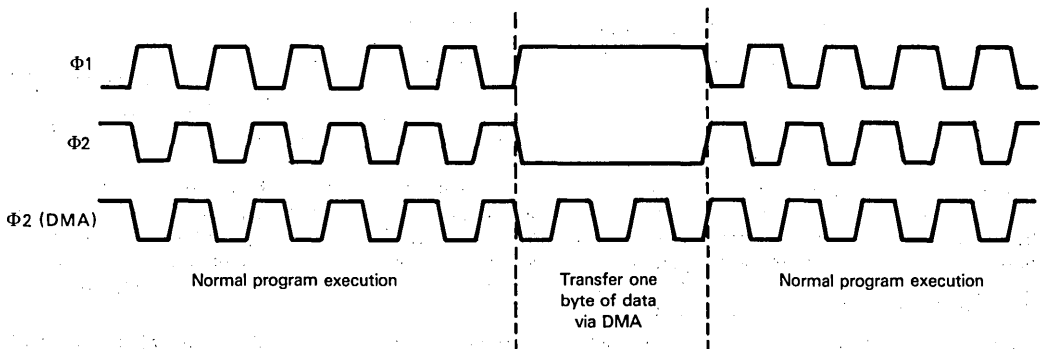 Φ1
Φ2
Φ2 (DMA)
Normal program execution
Transfer one
byte of data
via DMA
Normal program execution